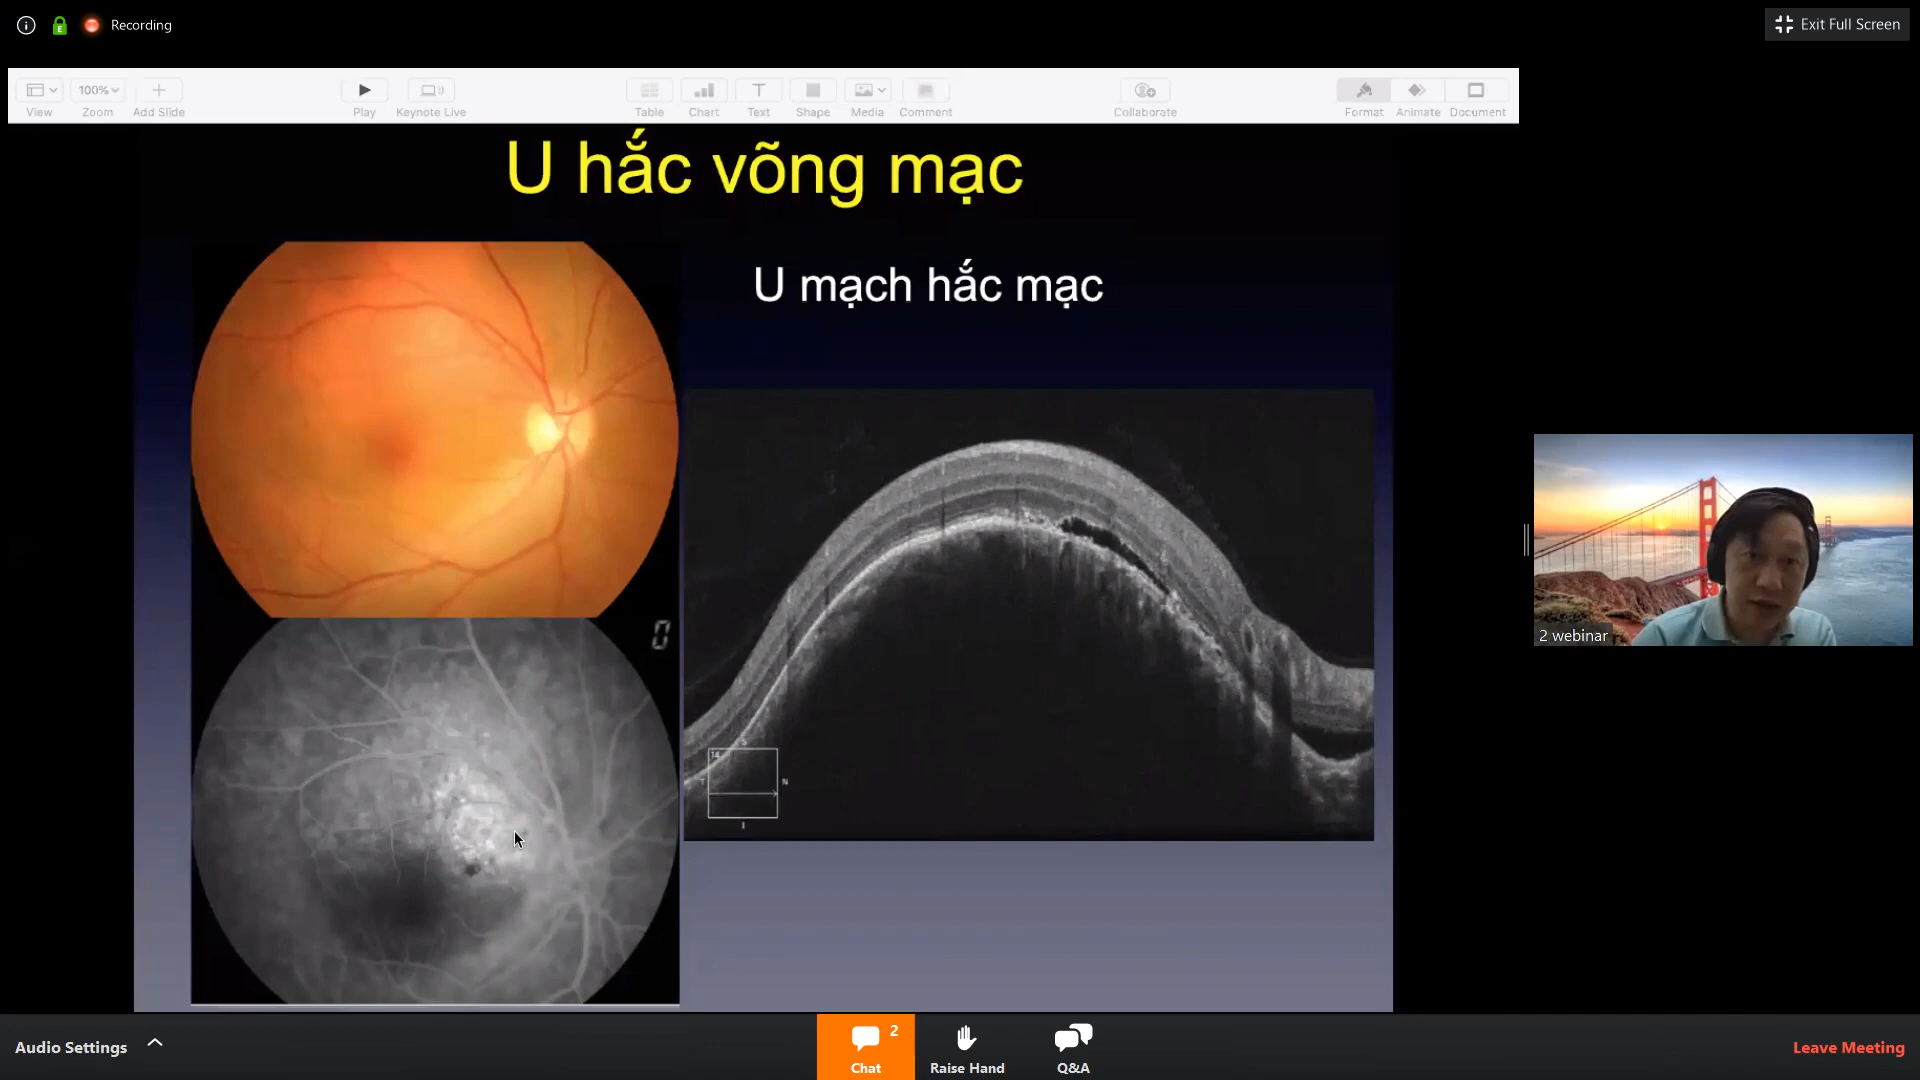 Recording
Exit Full Screen
100%
View
Zoom
Add Slide
Play
Keynote Live
Table
Chart
Text
Shape
Media
Comment
Collaborate
Format
Animate
Document
U hắc võng mạc
U mạch hắc mạc
0
14
S
T
N
I
2 webinar
Audio Settings
2
Chat
Raise Hand
Q&A
Leave Meeting